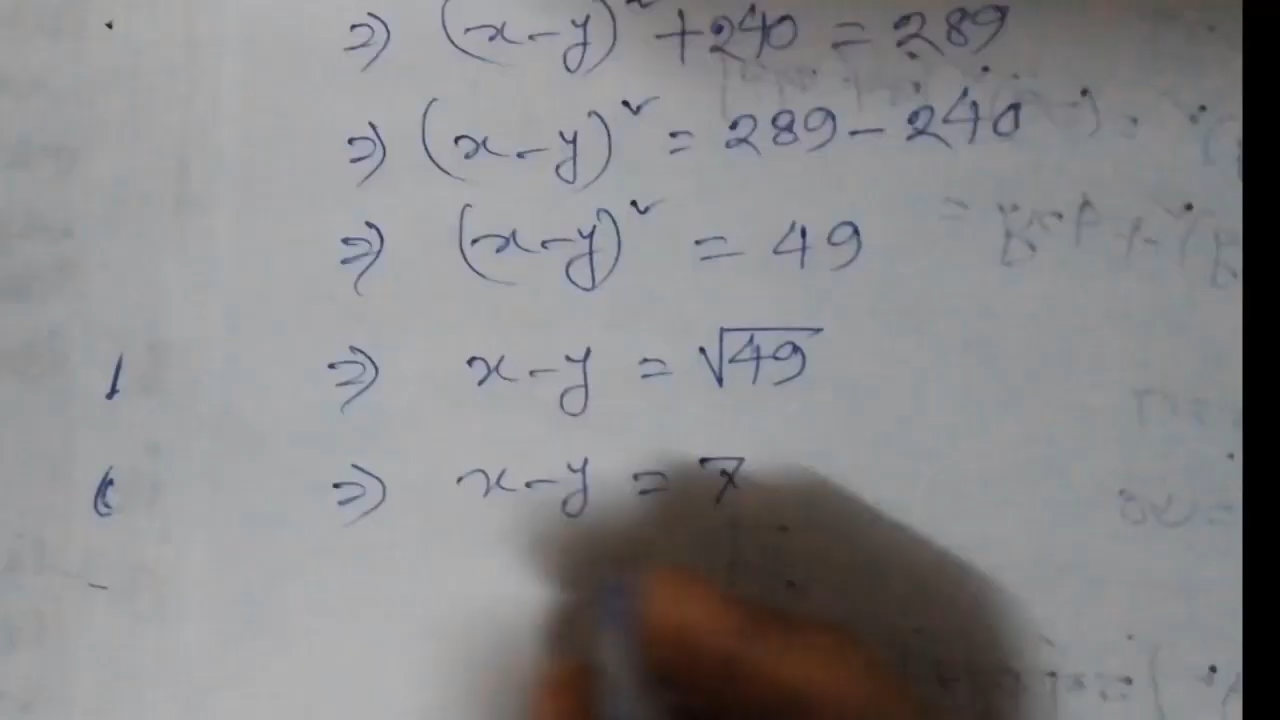 ⇒ (x-y)² + 240 = 289
⇒ (x-y)² = 289 - 240
⇒ (x-y)² = 49
⇒ x-y = √49
⇒ x-y = 7